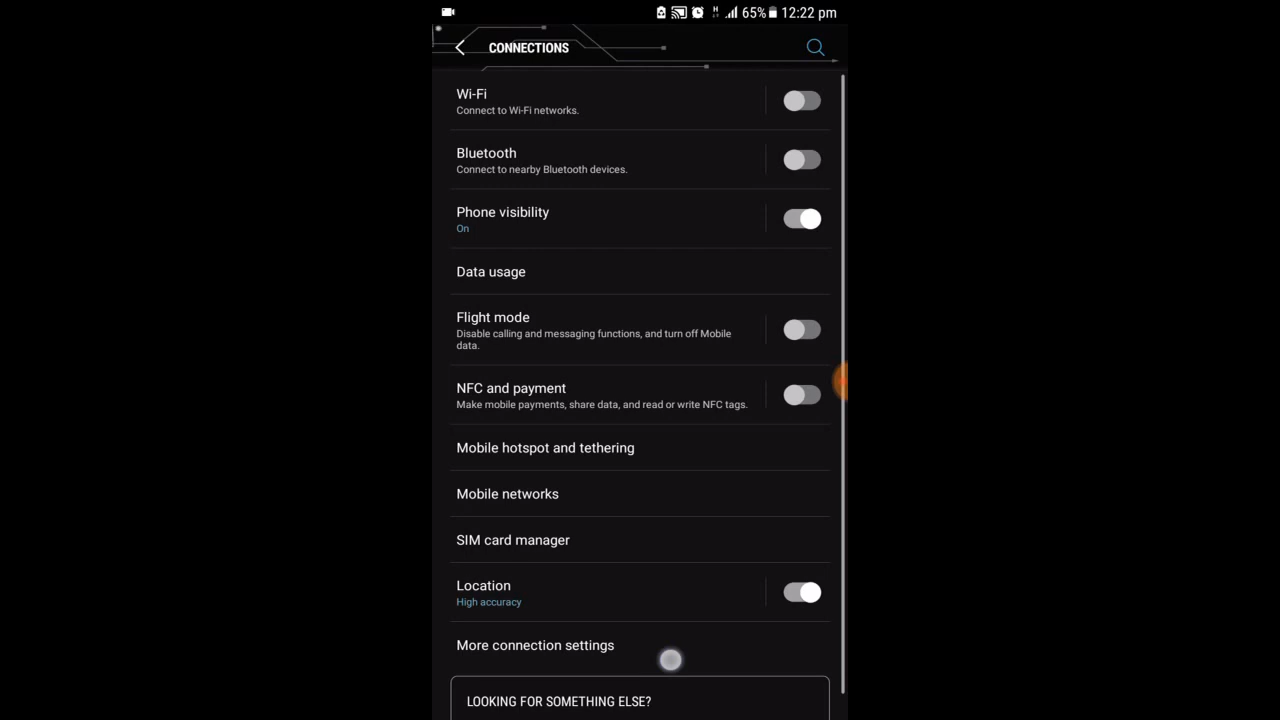 65% 12:22 pm
CONNECTIONS
Wi-Fi
Connect to Wi-Fi networks.
Bluetooth
Connect to nearby Bluetooth devices.
Phone visibility
On
Data usage
Flight mode
Disable calling and messaging functions, and turn off Mobile
data.
NFC and payment
Make mobile payments, share data, and read or write NFC tags.
Mobile hotspot and tethering
Mobile networks
SIM card manager
Location
High accuracy
More connection settings
LOOKING FOR SOMETHING ELSE?